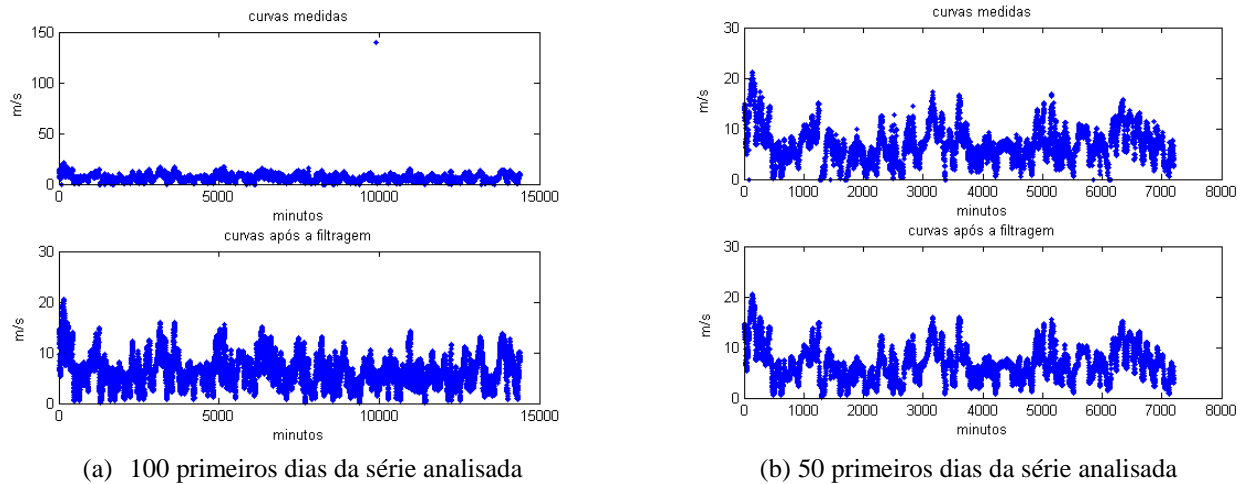 curvas medidas
150
100
50
0
m/s
0 5000 10000 15000
minutos
curvas após a filtragem
30
20
10
0
m/s
0 5000 10000 15000
minutos
(a) 100 primeiros dias da série analisada
curvas medidas
30
20
10
0
m/s
0 1000 2000 3000 4000 5000 6000 7000 8000
minutos
curvas após a filtragem
30
20
10
0
m/s
0 1000 2000 3000 4000 5000 6000 7000 8000
minutos
(b) 50 primeiros dias da série analisada